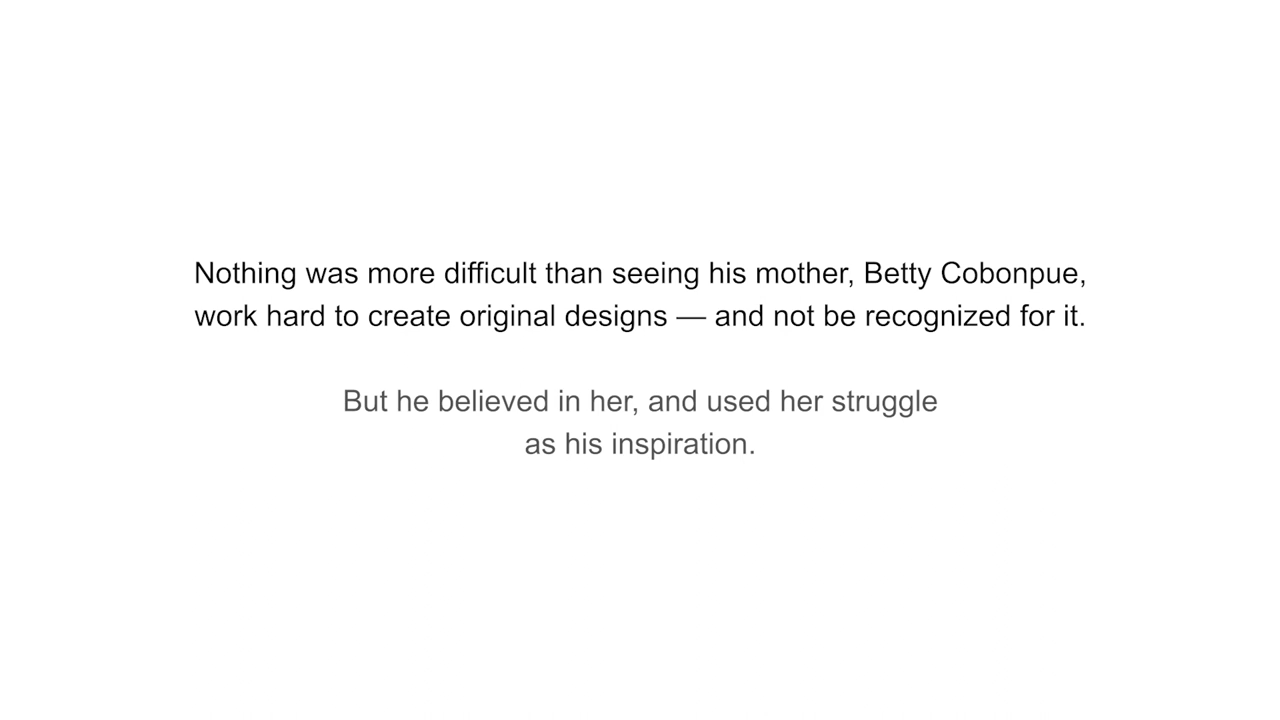 Nothing was more difficult than seeing his mother, Betty Cobonpue,
work hard to create original designs — and not be recognized for it.
But he believed in her, and used her struggle
as his inspiration.